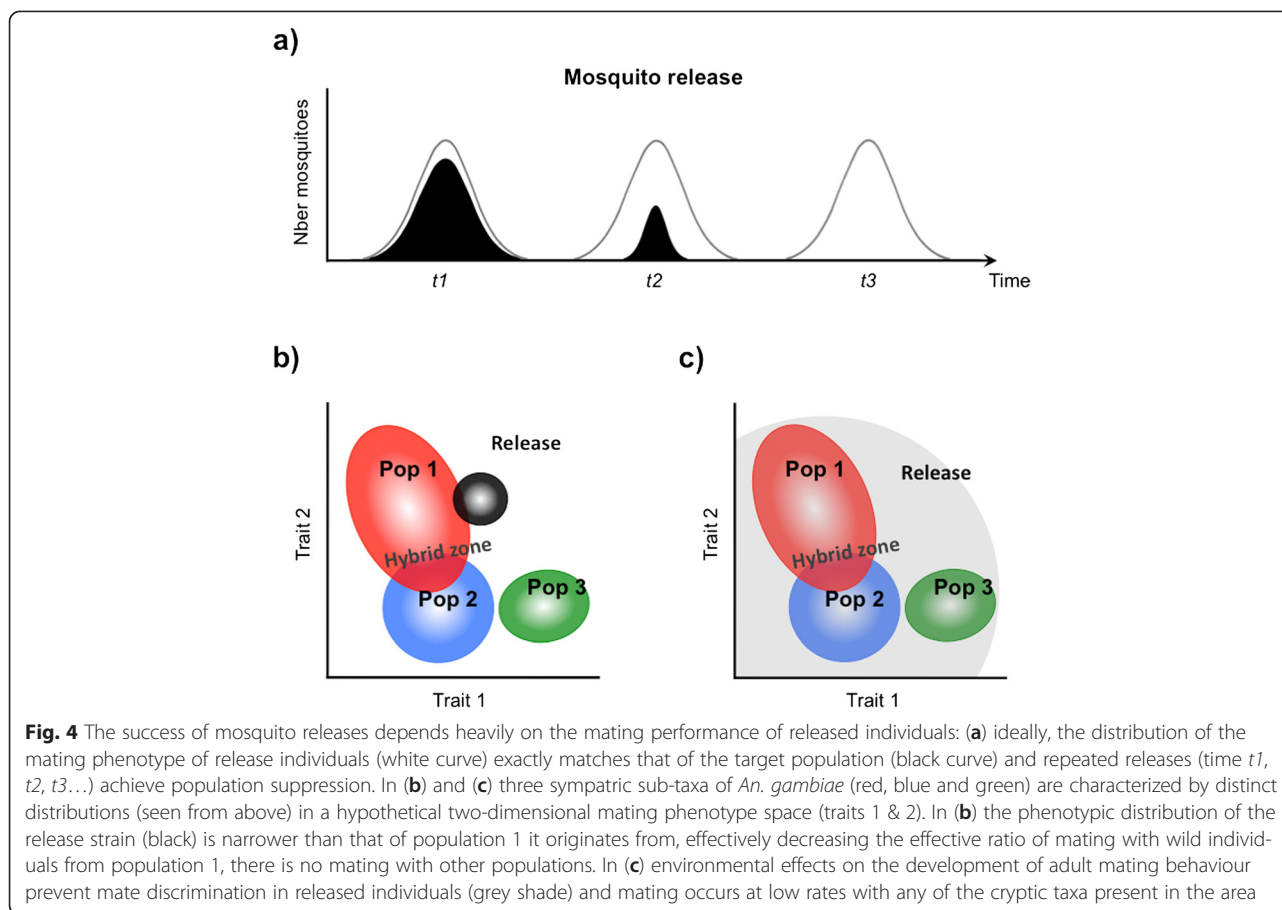 a)
Mosquito release
Nber mosquitoes
t1
t2
t3
Time
b)
Trait 2
Pop 1
Release
Hybrid zone
Pop 2
Pop 3
Trait 1
c)
Trait 2
Pop 1
Release
Hybrid zone
Pop 2
Pop 3
Trait 1
Fig. 4 The success of mosquito releases depends heavily on the mating performance of released individuals: (a) ideally, the distribution of the
mating phenotype of release individuals (white curve) exactly matches that of the target population (black curve) and repeated releases (time t1,
t2, t3…) achieve population suppression. In (b) and (c) three sympatric sub-taxa of An. gambiae (red, blue and green) are characterized by distinct
distributions (seen from above) in a hypothetical two-dimensional mating phenotype space (traits 1 & 2). In (b) the phenotypic distribution of the
release strain (black) is narrower than that of population 1 it originates from, effectively decreasing the effective ratio of mating with wild individ-
uals from population 1, there is no mating with other populations. In (c) environmental effects on the development of adult mating behaviour
prevent mate discrimination in released individuals (grey shade) and mating occurs at low rates with any of the cryptic taxa present in the area